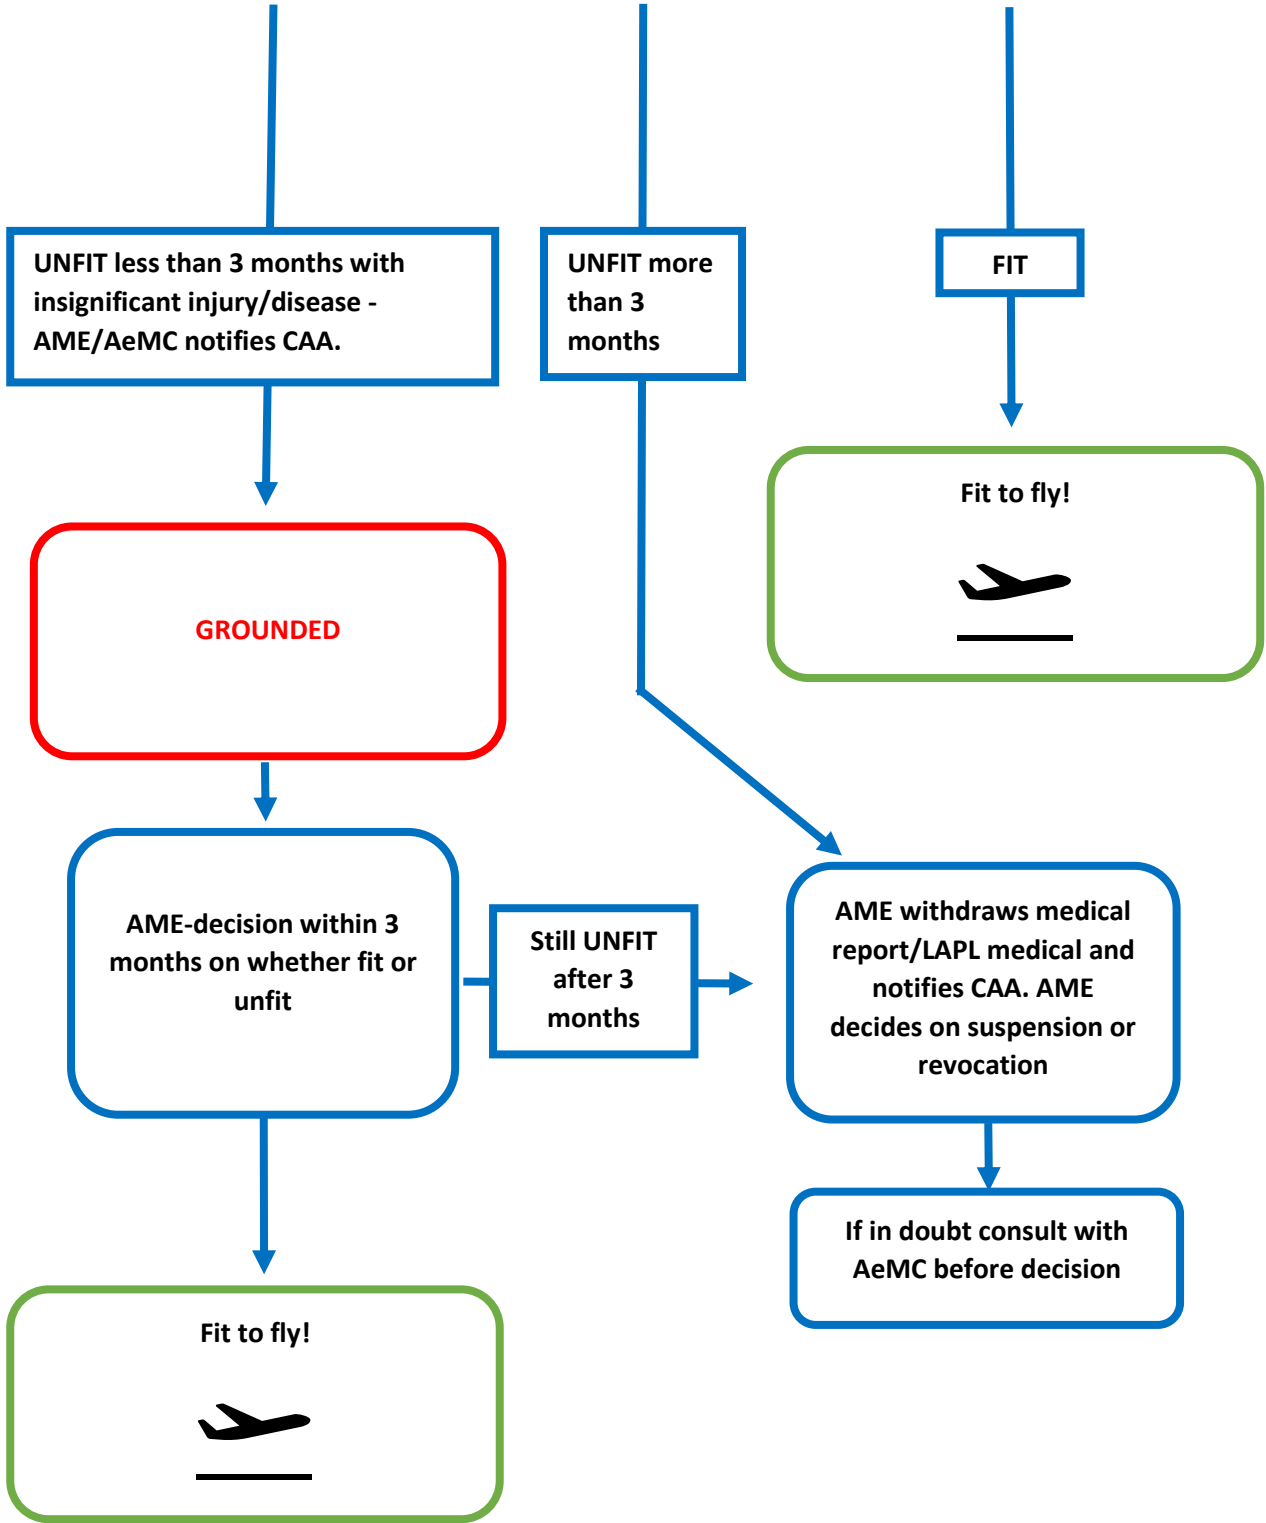 UNFIT less than 3 months with
insignificant injury/disease -
AME/AeMC notifies CAA.
UNFIT more
than 3
months
FIT
Fit to fly!
GROUNDED
AME-decision within 3
months on whether fit or
unfit
Still UNFIT
after 3
months
AME withdraws medical
report/LAPL medical and
notifies CAA. AME
decides on suspension or
revocation
If in doubt consult with
AeMC before decision
Fit to fly!